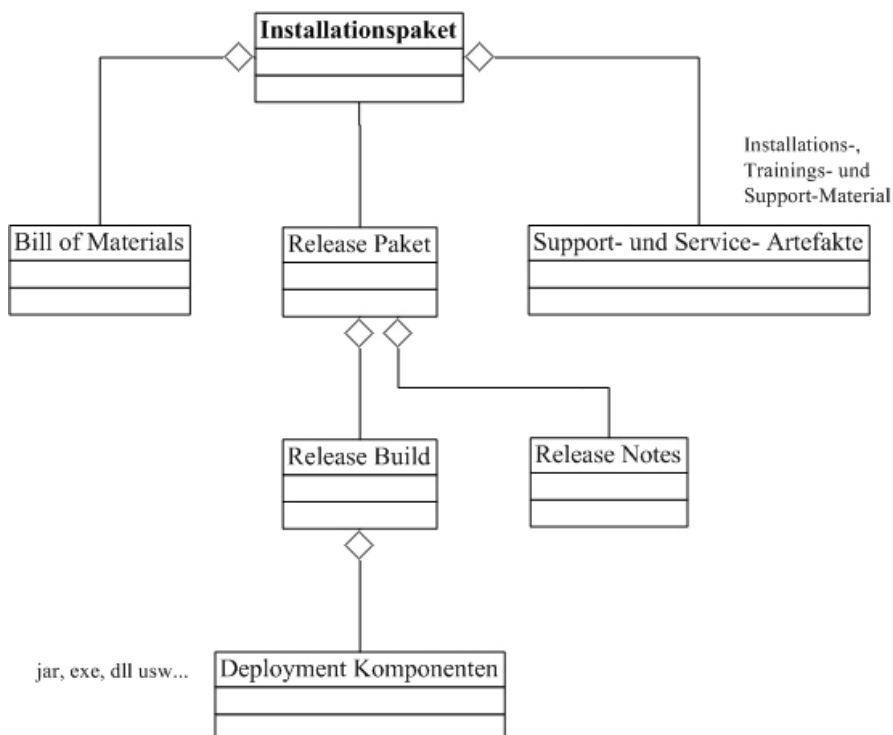 Installationspaket
Installations-,
Trainings- und
Support-Material
Bill of Materials
Release Paket
Support- und Service- Artefakte
Release Build
Release Notes
jar, exe, dll usw...
Deployment Komponenten